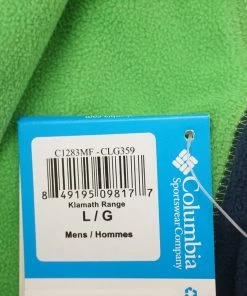 C1283MF -CLG359
8 49195 09817 7
Klamath Range
L / G
Mens / Hommes
Columbia
Sportswear Company